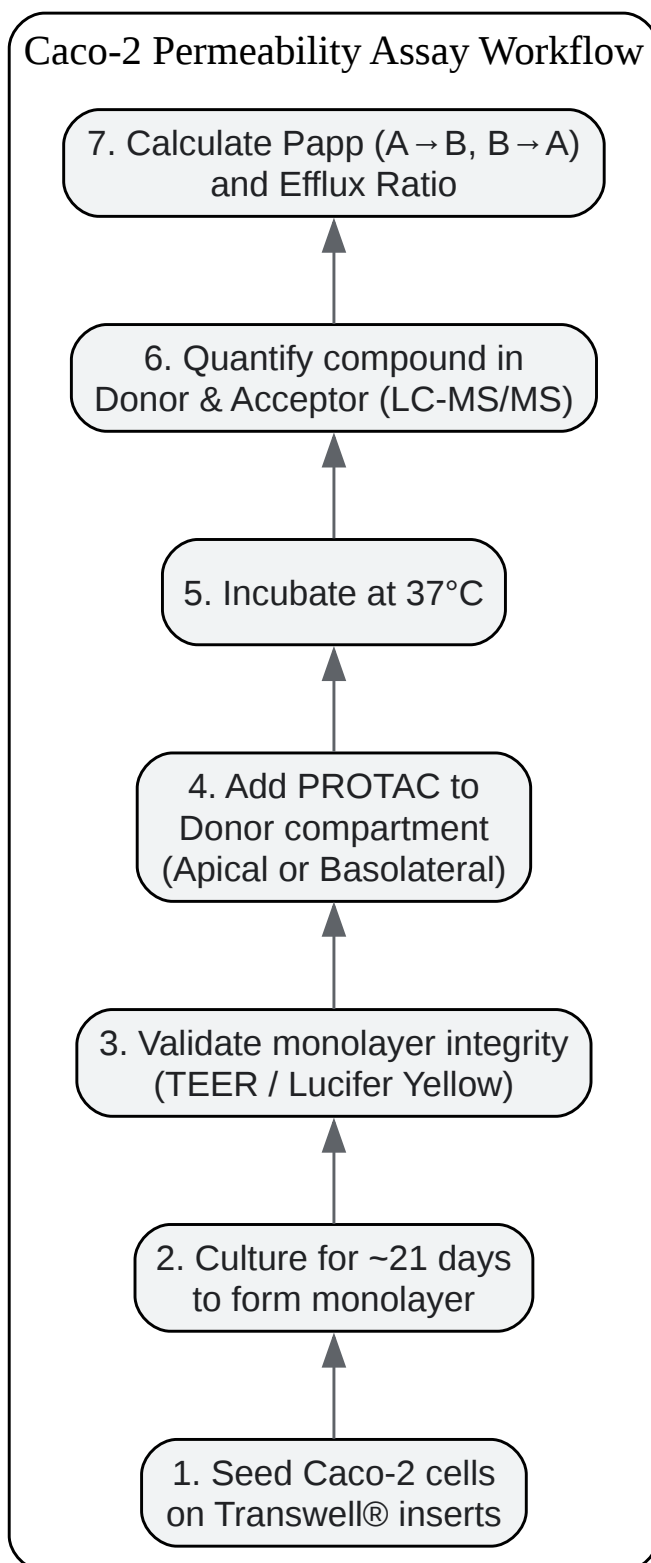 Caco-2 Permeability Assay Workflow
7. Calculate Papp (A→B, B→A)
and Efflux Ratio
6. Quantify compound in
Donor & Acceptor (LC-MS/MS)
5. Incubate at 37°C
4. Add PROTAC to
Donor compartment
(Apical or Basolateral)
3. Validate monolayer integrity
(TEER / Lucifer Yellow)
2. Culture for ~21 days
to form monolayer
1. Seed Caco-2 cells
on Transwell® inserts